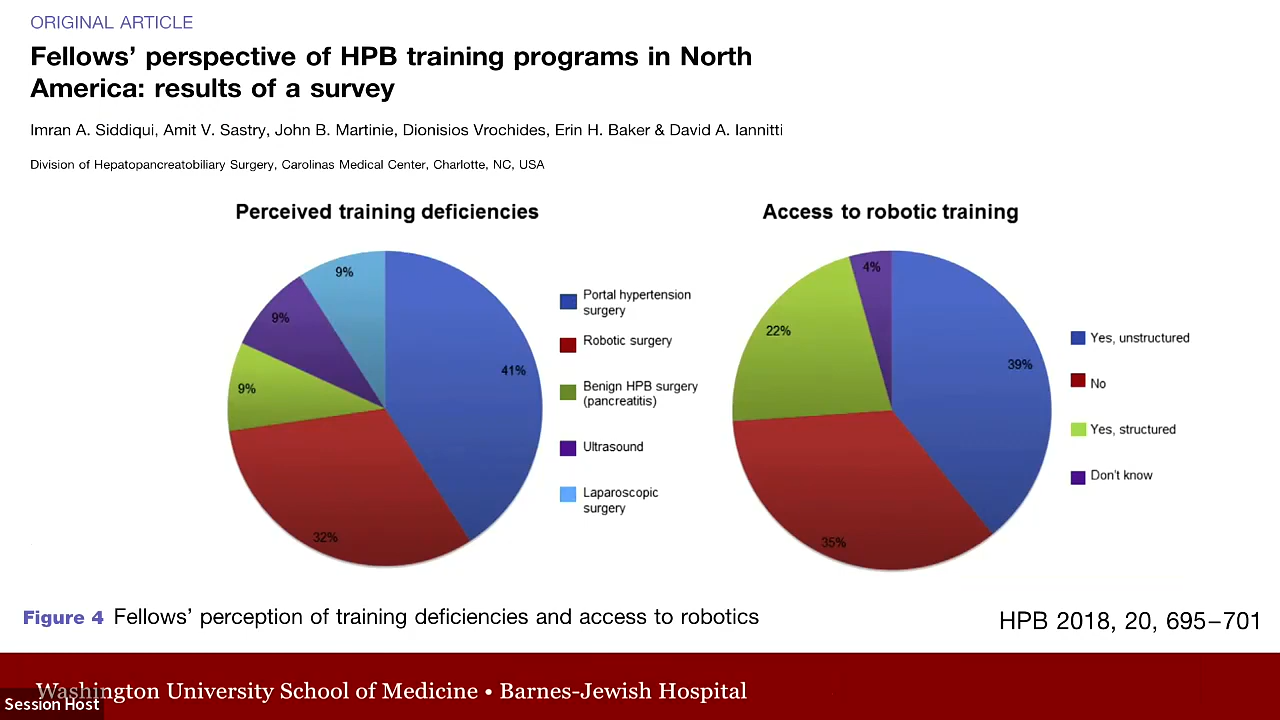 ORIGINAL ARTICLE
Fellows’ perspective of HPB training programs in North
America: results of a survey
Imran A. Siddiqui, Amit V. Sastry, John B. Martinie, Dionisios Vrochides, Erin H. Baker & David A. Iannitti
Division of Hepatopancreatobiliary Surgery, Carolinas Medical Center, Charlotte, NC, USA
Perceived training deficiencies
9%
9%
9%
41%
32%
Portal hypertension
surgery
Robotic surgery
Benign HPB surgery
(pancreatitis)
Ultrasound
Laparoscopic
surgery
Access to robotic training
4%
22%
39%
35%
Yes, unstructured
No
Yes, structured
Don't know
Figure 4 Fellows’ perception of training deficiencies and access to robotics
HPB 2018, 20, 695–701
Washington University School of Medicine • Barnes-Jewish Hospital
Session Host